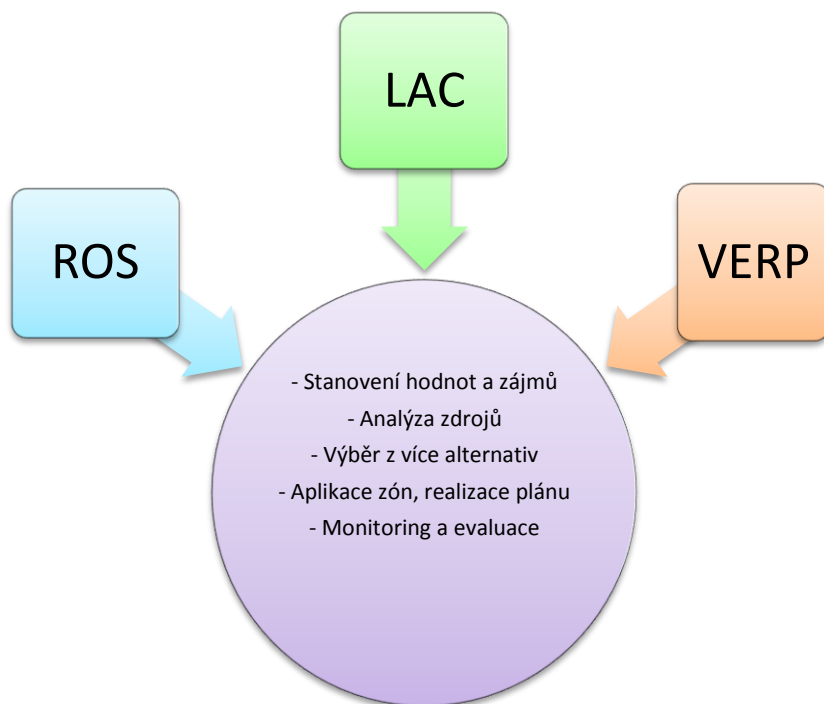 LAC
ROS
VERP
- Stanovení hodnot a zájmů
- Analýza zdrojů
- Výběr z více alternativ
- Aplikace zón, realizace plánu
- Monitoring a evaluace